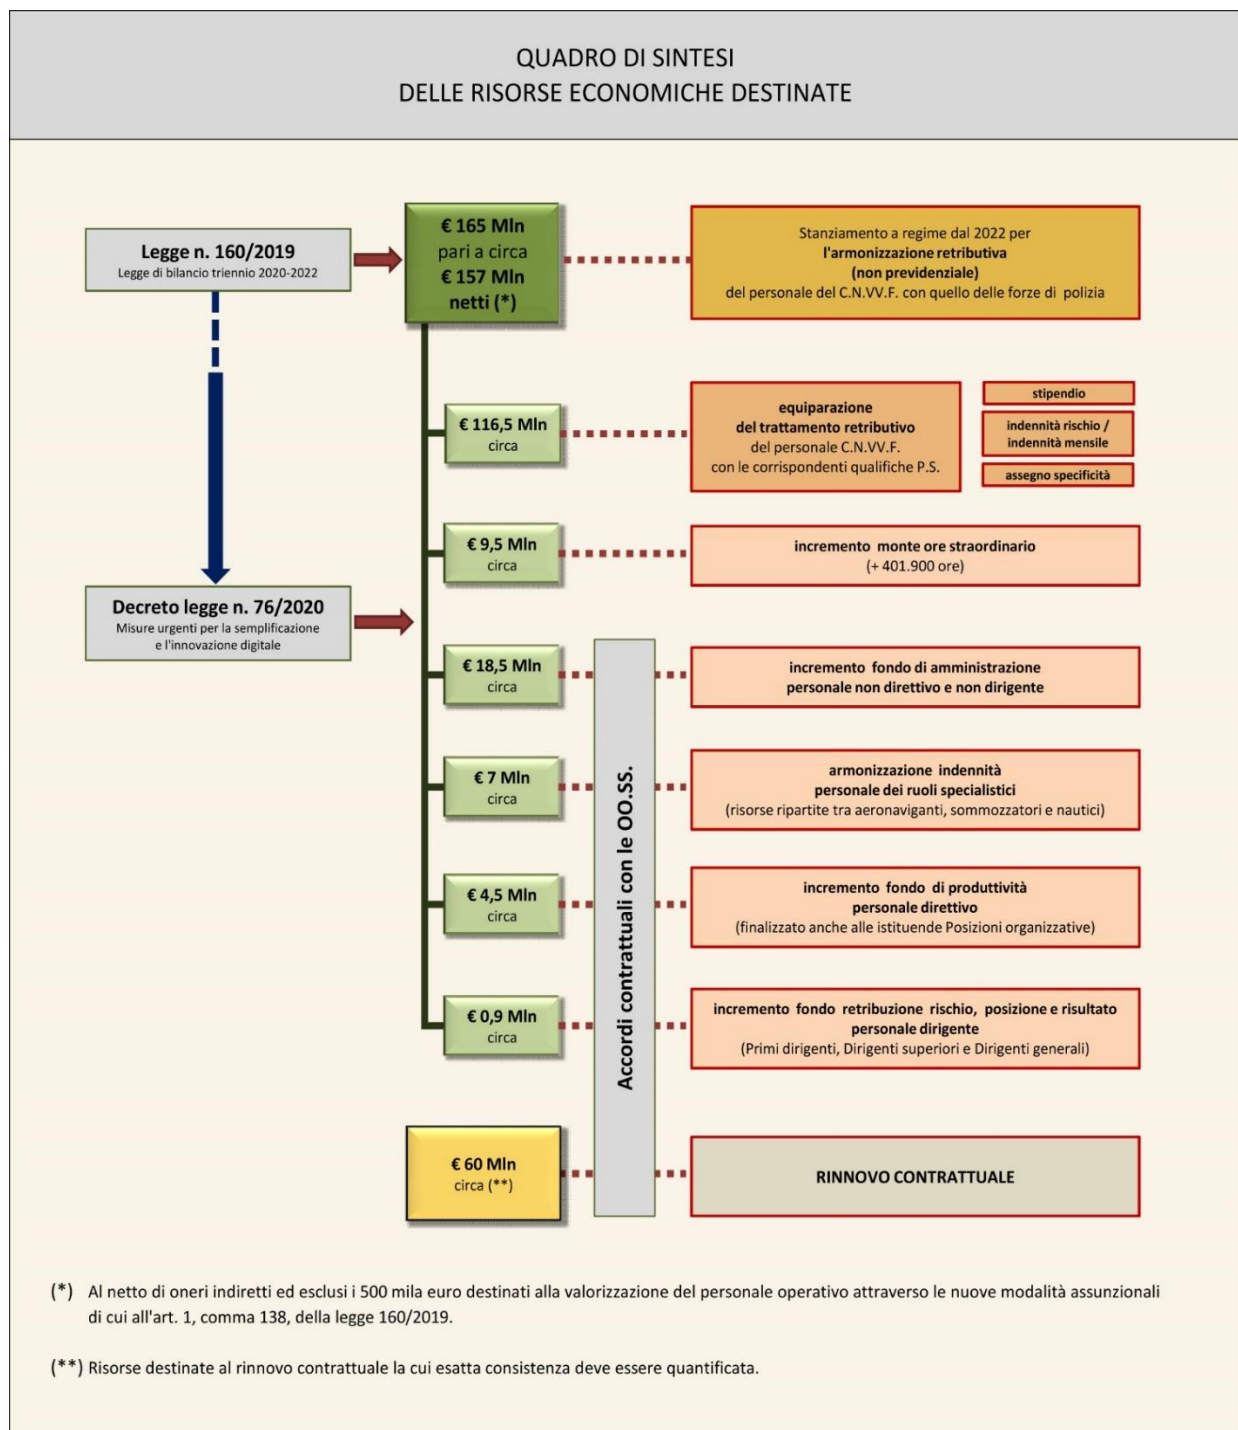 QUADRO DI SINTESI
DELLE RISORSE ECONOMICHE DESTINATE
Legge n. 160/2019
Legge di bilancio triennio 2020-2022
€ 165 Mln
pari a circa
€ 157 Mln
netti (*)
Stanziamento a regime dal 2022 per
l'armonizzazione retributiva
(non previdenziale)
del personale del C.N.VV.F. con quello delle forze di polizia
€ 116,5 Mln
circa
equiparazione
del trattamento retributivo
del personale C.N.VV.F.
con le corrispondenti qualifiche P.S.
stipendio
indennità rischio /
indennità mensile
assegno specificità
€ 9,5 Mln
circa
incremento monte ore straordinario
(+ 401.900 ore)
Decreto legge n. 76/2020
Misure urgenti per la semplificazione
e l'innovazione digitale
€ 18,5 Mln
circa
incremento fondo di amministrazione
personale non direttivo e non dirigente
€ 7 Mln
circa
armonizzazione indennità
personale dei ruoli specialistici
(risorse ripartite tra aeronaviganti, sommozzatori e nautici)
€ 4,5 Mln
circa
incremento fondo di produttività
personale direttivo
(finalizzato anche alle istituende Posizioni organizzative)
€ 0,9 Mln
circa
incremento fondo retribuzione rischio, posizione e risultato
personale dirigente
(Primi dirigenti, Dirigenti superiori e Dirigenti generali)
Accordi contrattuali con le OO.SS.
€ 60 Mln
circa (**)
RINNOVO CONTRATTUALE
(*) Al netto di oneri indiretti ed esclusi i 500 mila euro destinati alla valorizzazione del personale operativo attraverso le nuove modalità assunzionali
di cui all'art. 1, comma 138, della legge 160/2019.
(**) Risorse destinate al rinnovo contrattuale la cui esatta consistenza deve essere quantificata.